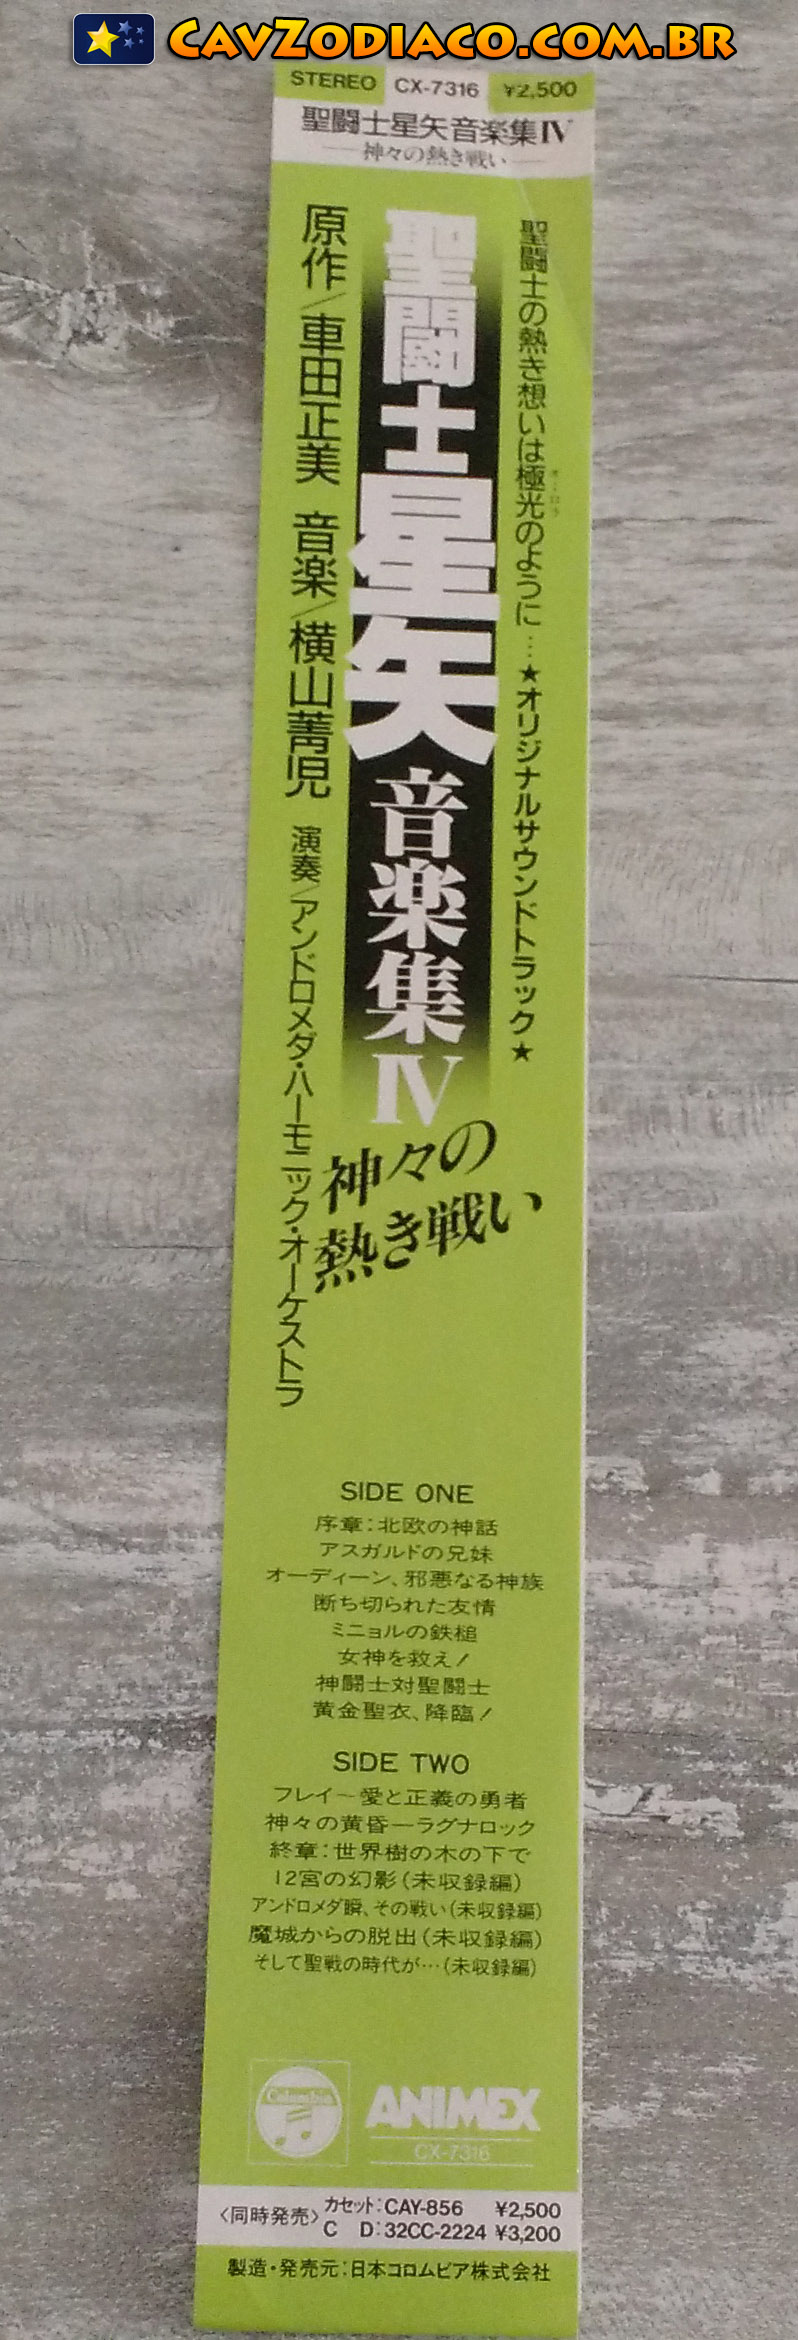 CavZodiaco.com.br
STEREO CX-7316 ¥2,500
聖闘士星矢音楽集IV
神々の熱き戦い
聖闘士の熱き想いは極光のように…★オリジナルサウンドトラック★
オーロラ
聖闘士星矢音楽集IV
神々の
熱き戦い
原作/車田正美 音楽/横山菁児 演奏/アンドロメダ・ハーモニック・オーケストラ
SIDE ONE
序章:北欧の神話
アスガルドの兄妹
オーディーン、邪悪なる神族
断ち切られた友情
ミニョルの鉄槌
女神を救え!
神闘士対聖闘士
黄金聖衣、降臨!
SIDE TWO
フレイ〜愛と正義の勇者
神々の黄昏—ラグナロック
終章:世界樹の木の下で
12宮の幻影(未収録編)
アンドロメダ瞬、その戦い(未収録編)
魔城からの脱出(未収録編)
そして聖戦の時代が…(未収録編)
Columbia
ANIMEX
CX-7316
〈同時発売〉カセット:CAY-856 ¥2,500
C D:32CC-2224 ¥3,200
製造・発売元:日本コロムビア株式会社